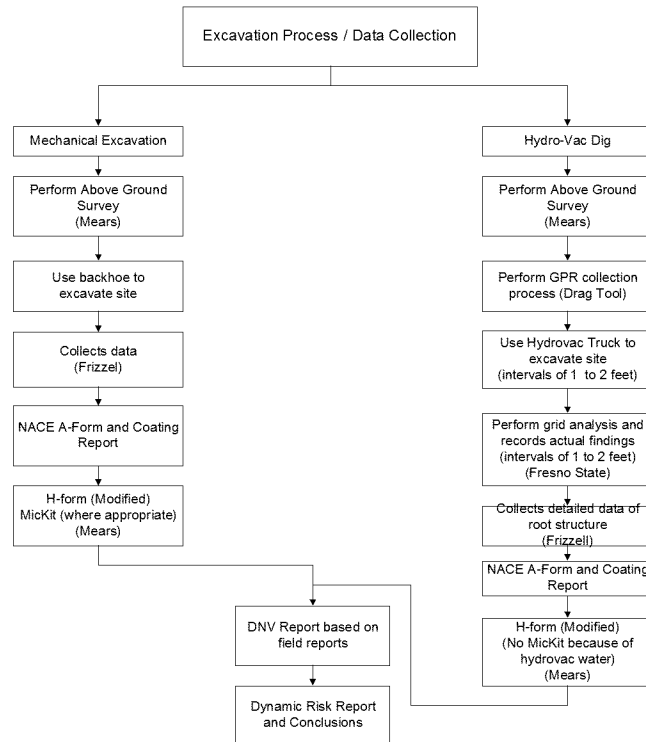 Excavation Process / Data Collection
Mechanical Excavation
Perform Above Ground
Survey
(Mears)
Use backhoe to
excavate site
Collects data
(Frizzel)
NACE A-Form and Coating
Report
H-form (Modified)
MicKit (where appropriate)
(Mears)
Hydro-Vac Dig
Perform Above Ground
Survey
(Mears)
Perform GPR collection
process (Drag Tool)
Use Hydrovac Truck to
excavate site
(intervals of 1 to 2 feet)
Perform grid analysis and
records actual findings
(intervals of 1 to 2 feet)
(Fresno State)
Collects detailed data of
root structure
(Frizzell)
NACE A-Form and Coating
Report
H-form (Modified)
(No MicKit because of
hydrovac water)
(Mears)
DNV Report based on
field reports
Dynamic Risk Report
and Conclusions